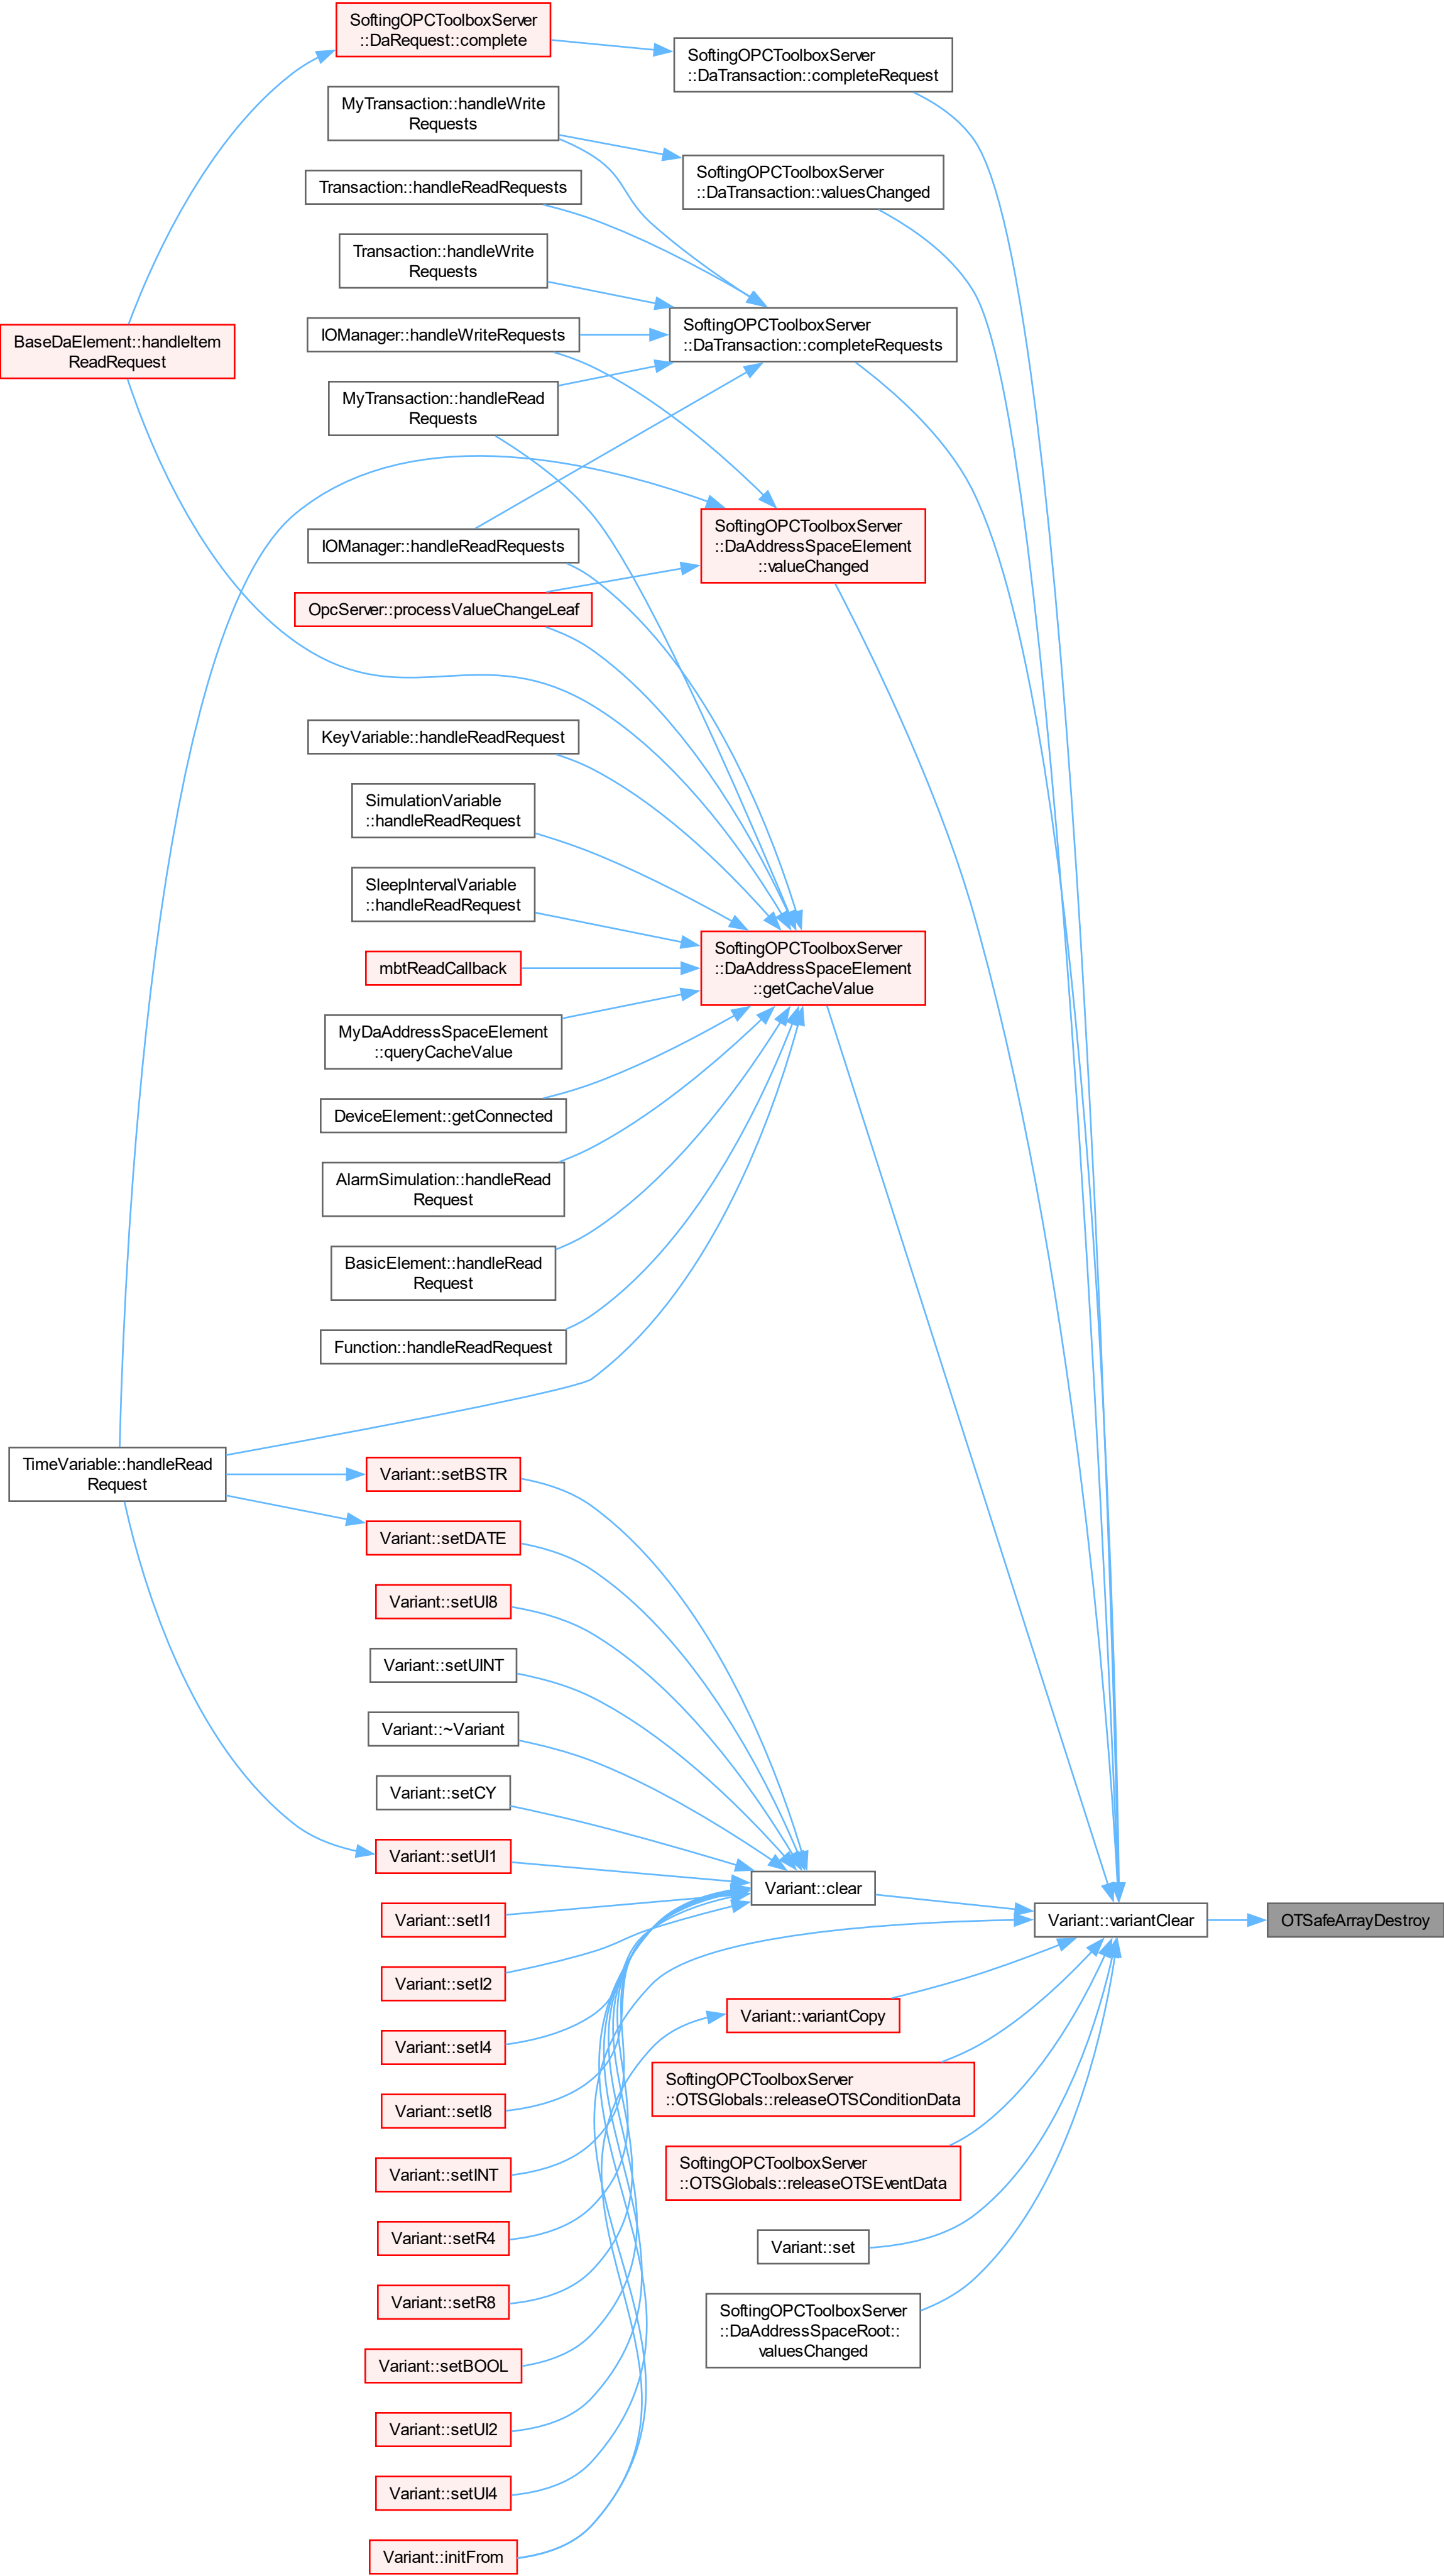 SoftingOPCToolboxServer
::DaRequest::complete
SoftingOPCToolboxServer
::DaTransaction::completeRequest
MyTransaction::handleWrite
Requests
SoftingOPCToolboxServer
::DaTransaction::valuesChanged
Transaction::handleReadRequests
Transaction::handleWrite
Requests
BaseDaElement::handleItem
ReadRequest
IOManager::handleWriteRequests
SoftingOPCToolboxServer
::DaTransaction::completeRequests
MyTransaction::handleRead
Requests
IOManager::handleReadRequests
SoftingOPCToolboxServer
::DaAddressSpaceElement
::valueChanged
OpcServer::processValueChangeLeaf
KeyVariable::handleReadRequest
SimulationVariable
::handleReadRequest
SleepIntervalVariable
::handleReadRequest
mbtReadCallback
SoftingOPCToolboxServer
::DaAddressSpaceElement
::getCacheValue
MyDaAddressSpaceElement
::queryCacheValue
DeviceElement::getConnected
AlarmSimulation::handleRead
Request
BasicElement::handleRead
Request
Function::handleReadRequest
TimeVariable::handleRead
Request
Variant::setBSTR
Variant::setDATE
Variant::setUI8
Variant::setUINT
Variant::~Variant
Variant::setCY
Variant::setUI1
Variant::clear
Variant::setI1
Variant::variantClear
OTSafeArrayDestroy
Variant::setI2
Variant::variantCopy
Variant::setI4
SoftingOPCToolboxServer
::OTSGlobals::releaseOTSConditionData
Variant::setI8
Variant::setINT
SoftingOPCToolboxServer
::OTSGlobals::releaseOTSEventData
Variant::setR4
Variant::set
Variant::setR8
SoftingOPCToolboxServer
::DaAddressSpaceRoot::
valuesChanged
Variant::setBOOL
Variant::setUI2
Variant::setUI4
Variant::initFrom